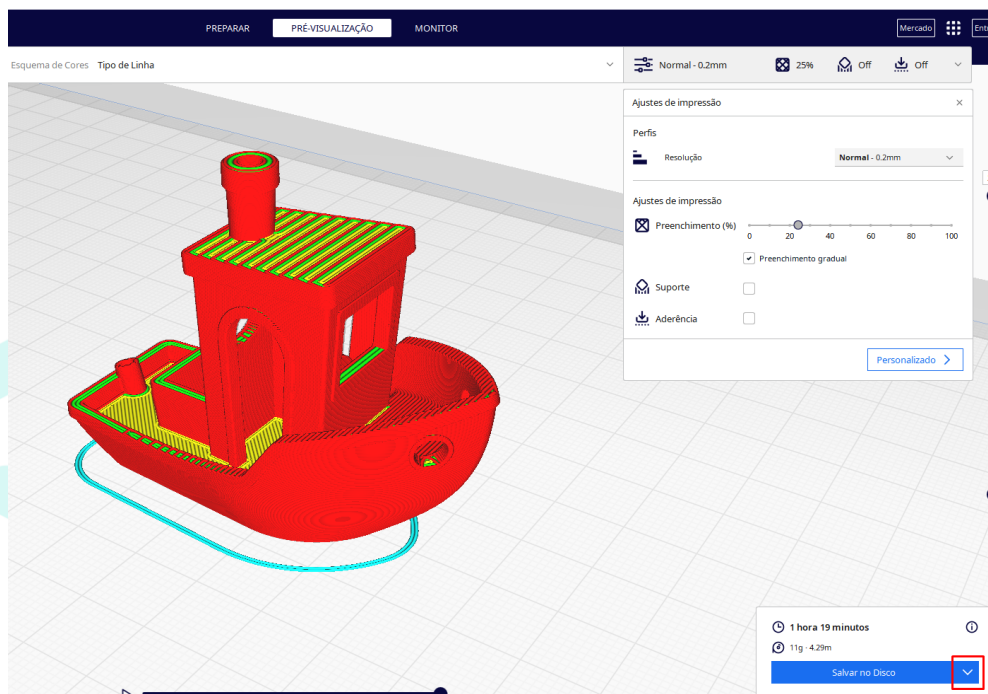 PREPARAR PRÉ-VISUALIZAÇÃO MONITOR Mercado Entr
Esquema de Cores Tipo de Linha Normal - 0.2mm 25% Off Off
Ajustes de impressão
Perfis
Resolução Normal - 0.2mm
Ajustes de impressão
Preenchimento (%)
0 20 40 60 80 100
Preenchimento gradual
Suporte
Aderência
Personalizado
1 hora 19 minutos
11g · 4.29m
Salvar no Disco